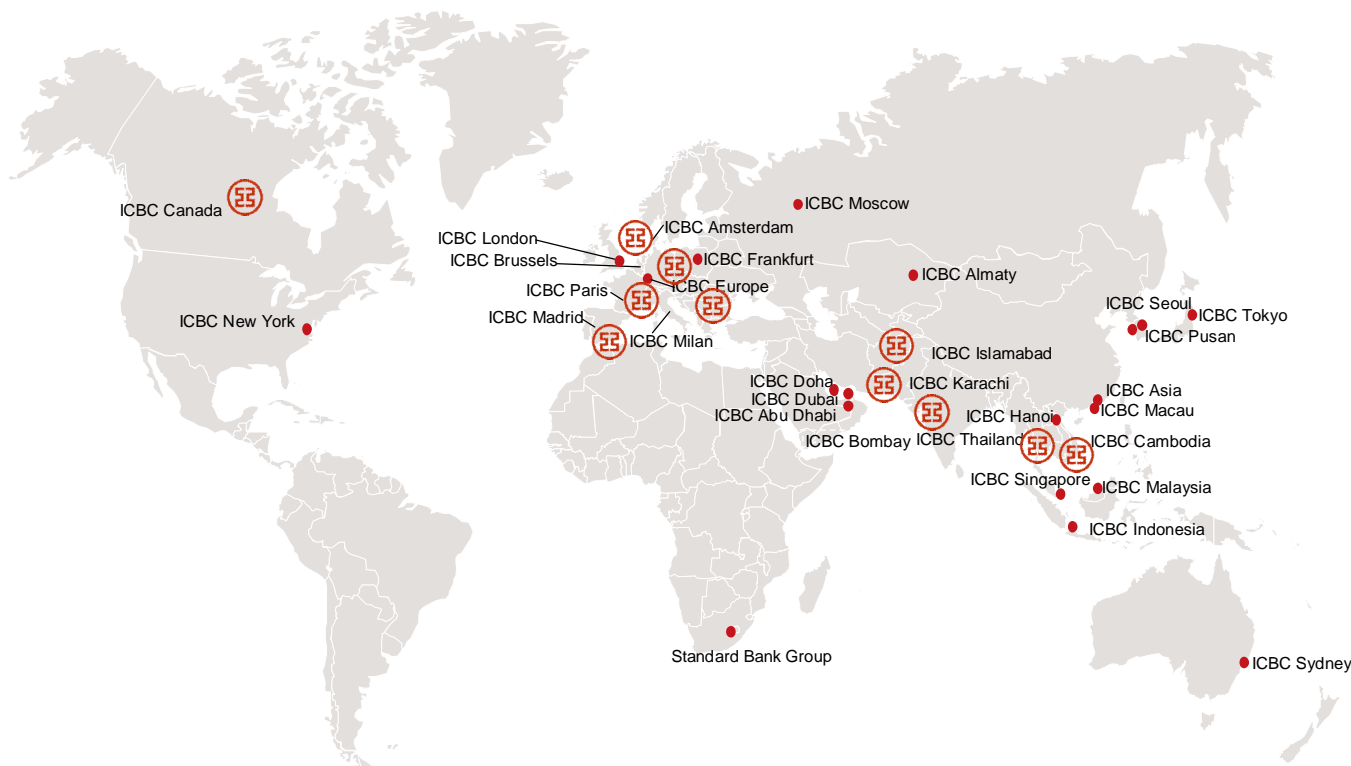 ICBC Canada
ICBC Moscow
ICBC Amsterdam
ICBC London
ICBC Brussels
ICBC Frankfurt
ICBC Almaty
ICBC Europe
ICBC Paris
ICBC Seoul
ICBC Tokyo
ICBC New York
ICBC Madrid
ICBC Milan
ICBC Pusan
ICBC Islamabad
ICBC Doha
ICBC Karachi
ICBC Dubai
ICBC Asia
ICBC Abu Dhabi
ICBC Hanoi
ICBC Macau
ICBC Bombay
ICBC Thailand
ICBC Cambodia
ICBC Singapore
ICBC Malaysia
ICBC Indonesia
Standard Bank Group
ICBC Sydney